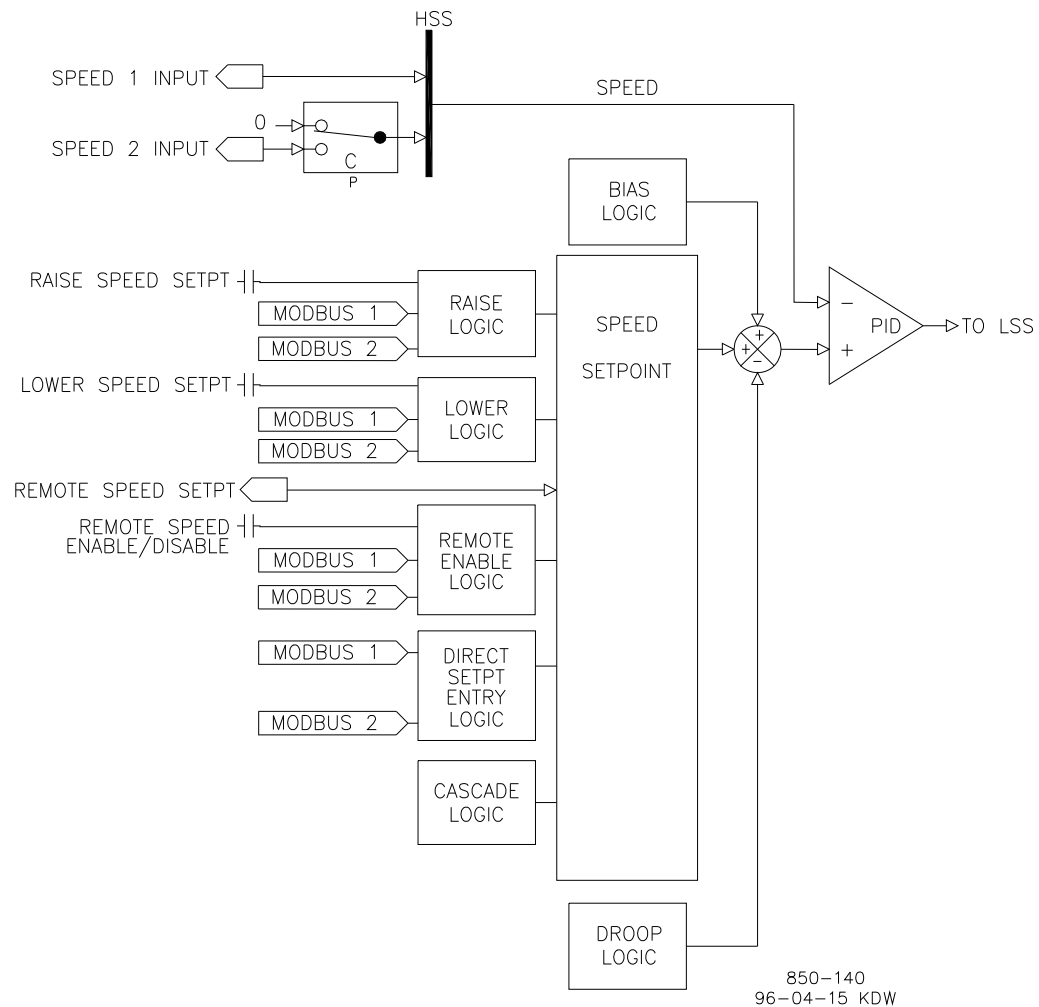 HSS
SPEED 1 INPUT
SPEED
0
SPEED 2 INPUT
C
P
BIAS
LOGIC
RAISE SPEED SETPT
MODBUS 1
MODBUS 2
RAISE
LOGIC
SPEED
SETPOINT
+
+
−
−
+
PID
TO LSS
LOWER SPEED SETPT
MODBUS 1
MODBUS 2
LOWER
LOGIC
REMOTE SPEED SETPT
REMOTE SPEED
ENABLE/DISABLE
MODBUS 1
MODBUS 2
REMOTE
ENABLE
LOGIC
MODBUS 1
MODBUS 2
DIRECT
SETPT
ENTRY
LOGIC
CASCADE
LOGIC
DROOP
LOGIC
850−140
96−04−15 KDW